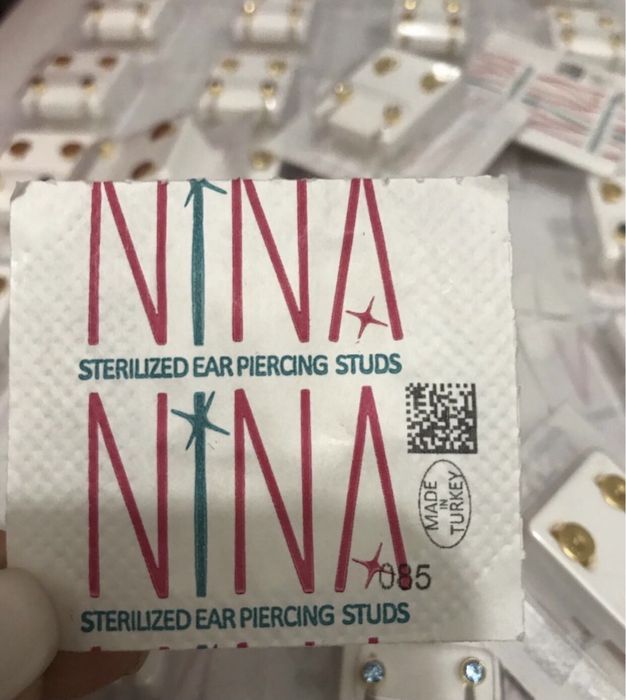 NINA
STERILIZED EAR PIERCING STUDS
NINA
MADE
IN
TURKEY
085
STERILIZED EAR PIERCING STUDS